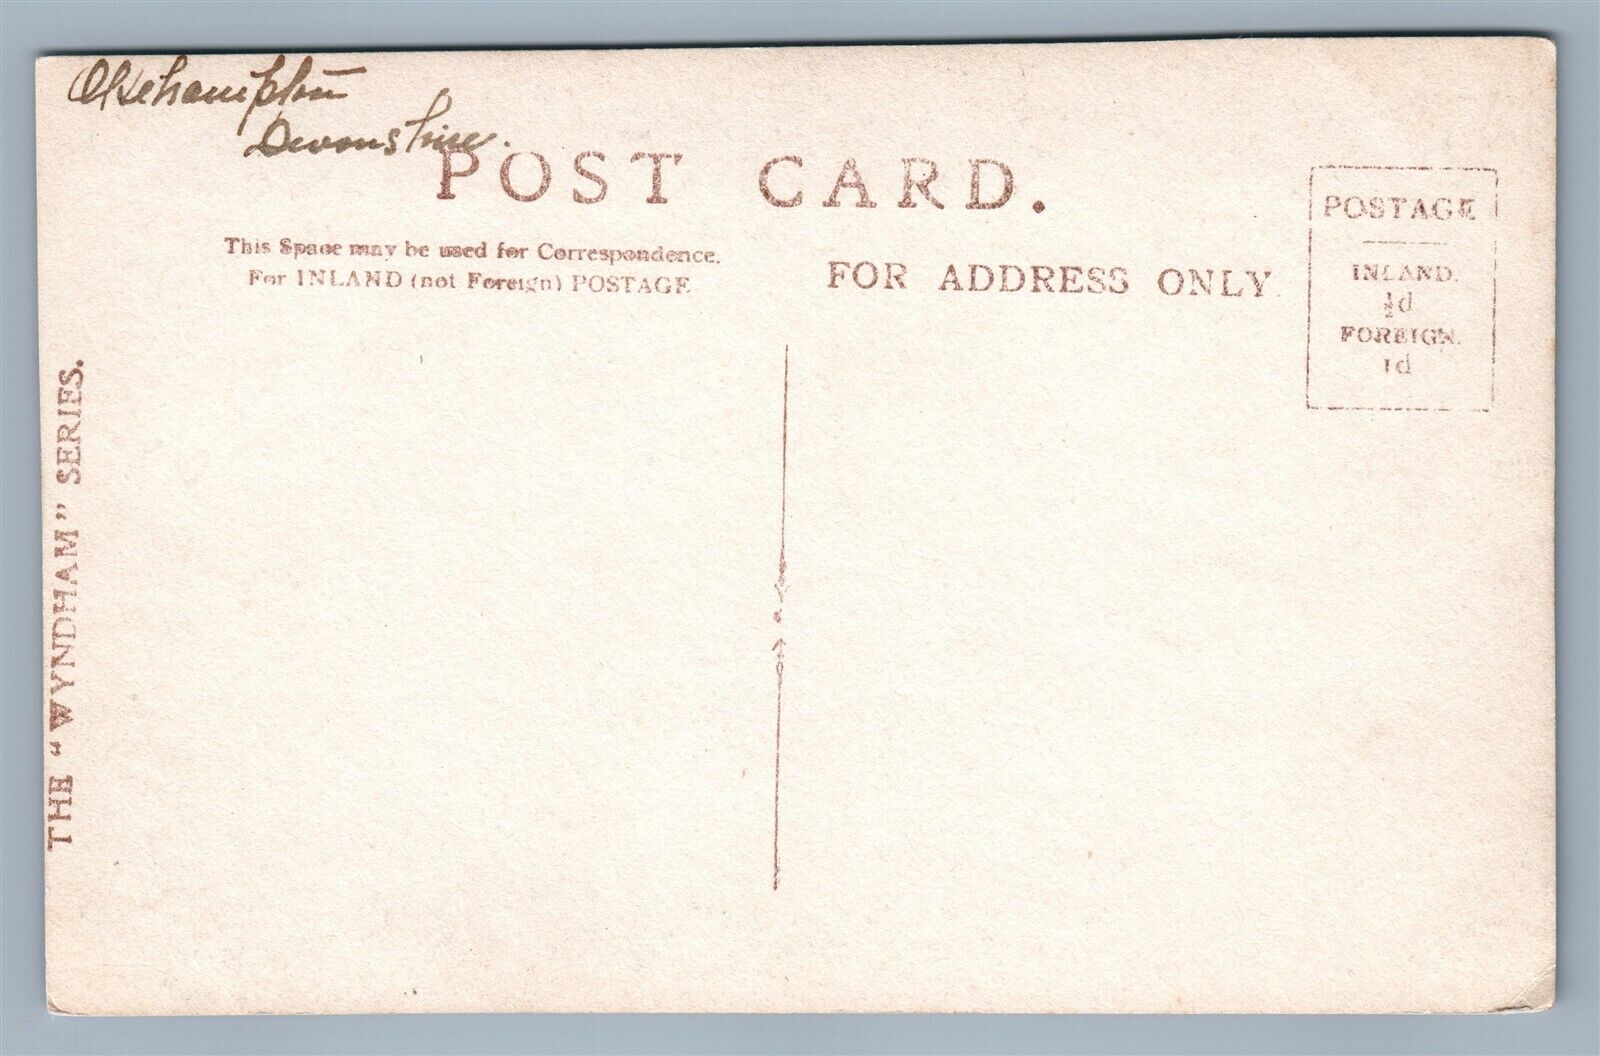 Okehampton
Devonshire.
POST CARD.
This Space may be used for Correspondence.
For INLAND (not Foreign) POSTAGE
FOR ADDRESS ONLY
POSTAGE
INLAND.
½d
FOREIGN.
1d
THE "WYNDHAM" SERIES.